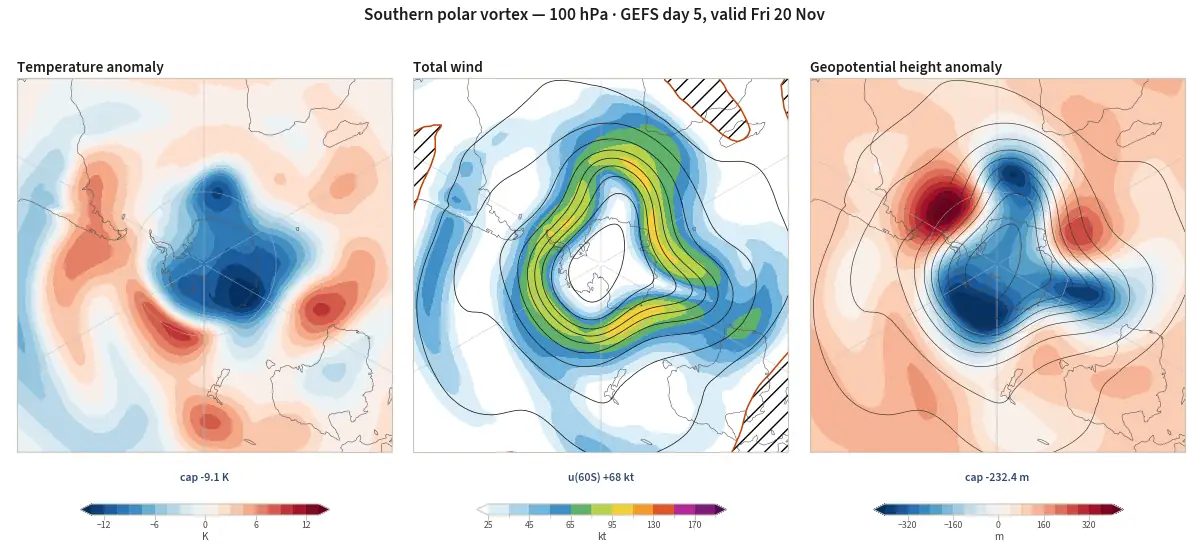 Southern polar vortex — 100 hPa · GEFS day 5, valid Fri 20 Nov
Temperature anomaly
Total wind
Geopotential height anomaly
cap -9.1 K
u(60S) +68 kt
cap -232.4 m
−12 −6 0 6 12
K
25 45 65 95 130 170
kt
−320 −160 0 160 320
m